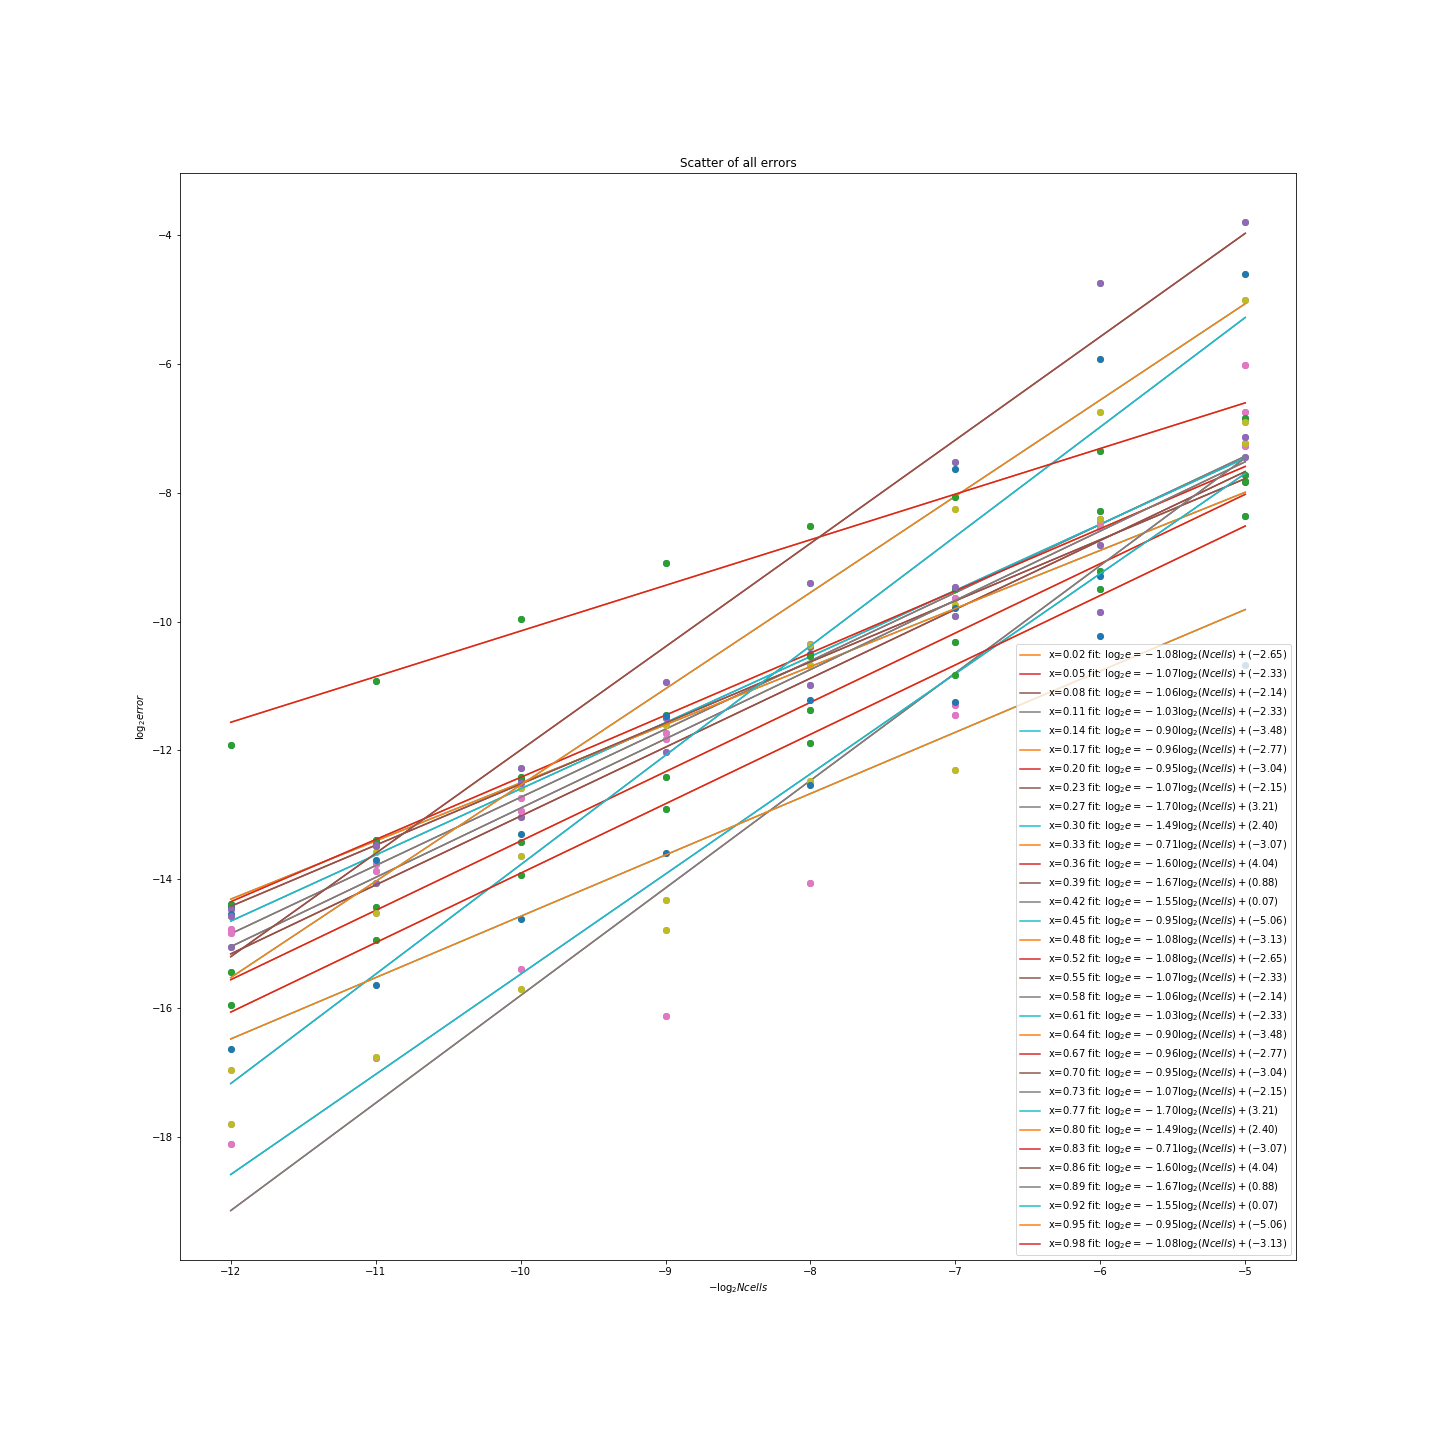 Scatter of all errors
−4
−6
−8
−10
−12
−14
−16
−18
log₂error
x=0.02 fit: log₂e = −1.08log₂(Ncells) + (−2.65)
x=0.05 fit: log₂e = −1.07log₂(Ncells) + (−2.33)
x=0.08 fit: log₂e = −1.06log₂(Ncells) + (−2.14)
x=0.11 fit: log₂e = −1.03log₂(Ncells) + (−2.33)
x=0.14 fit: log₂e = −0.90log₂(Ncells) + (−3.48)
x=0.17 fit: log₂e = −0.96log₂(Ncells) + (−2.77)
x=0.20 fit: log₂e = −0.95log₂(Ncells) + (−3.04)
x=0.23 fit: log₂e = −1.07log₂(Ncells) + (−2.15)
x=0.27 fit: log₂e = −1.70log₂(Ncells) + (3.21)
x=0.30 fit: log₂e = −1.49log₂(Ncells) + (2.40)
x=0.33 fit: log₂e = −0.71log₂(Ncells) + (−3.07)
x=0.36 fit: log₂e = −1.60log₂(Ncells) + (4.04)
x=0.39 fit: log₂e = −1.67log₂(Ncells) + (0.88)
x=0.42 fit: log₂e = −1.55log₂(Ncells) + (0.07)
x=0.45 fit: log₂e = −0.95log₂(Ncells) + (−5.06)
x=0.48 fit: log₂e = −1.08log₂(Ncells) + (−3.13)
x=0.52 fit: log₂e = −1.08log₂(Ncells) + (−2.65)
x=0.55 fit: log₂e = −1.07log₂(Ncells) + (−2.33)
x=0.58 fit: log₂e = −1.06log₂(Ncells) + (−2.14)
x=0.61 fit: log₂e = −1.03log₂(Ncells) + (−2.33)
x=0.64 fit: log₂e = −0.90log₂(Ncells) + (−3.48)
x=0.67 fit: log₂e = −0.96log₂(Ncells) + (−2.77)
x=0.70 fit: log₂e = −0.95log₂(Ncells) + (−3.04)
x=0.73 fit: log₂e = −1.07log₂(Ncells) + (−2.15)
x=0.77 fit: log₂e = −1.70log₂(Ncells) + (3.21)
x=0.80 fit: log₂e = −1.49log₂(Ncells) + (2.40)
x=0.83 fit: log₂e = −0.71log₂(Ncells) + (−3.07)
x=0.86 fit: log₂e = −1.60log₂(Ncells) + (4.04)
x=0.89 fit: log₂e = −1.67log₂(Ncells) + (0.88)
x=0.92 fit: log₂e = −1.55log₂(Ncells) + (0.07)
x=0.95 fit: log₂e = −0.95log₂(Ncells) + (−5.06)
x=0.98 fit: log₂e = −1.08log₂(Ncells) + (−3.13)
−12 −11 −10 −9 −8 −7 −6 −5
−log₂Ncells